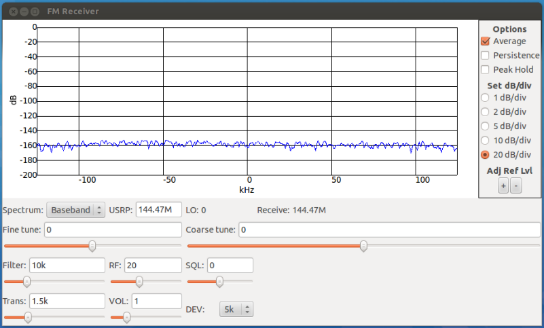 FM Receiver
0
-20
-40
-60
-80
-100
-120
-140
-160
-180
-200
dB
-100
-50
0
50
100
kHz
Options
Average
Persistence
Peak Hold
Set dB/div
1 dB/div
2 dB/div
5 dB/div
10 dB/div
20 dB/div
Adj Ref Lvl
+ -
Spectrum: Baseband USRP: 144.47M LO: 0 Receive: 144.47M
Fine tune: 0 Coarse tune: 0
Filter: 10k RF: 20 SQL: 0
Trans: 1.5k VOL: 1 DEV: 5k